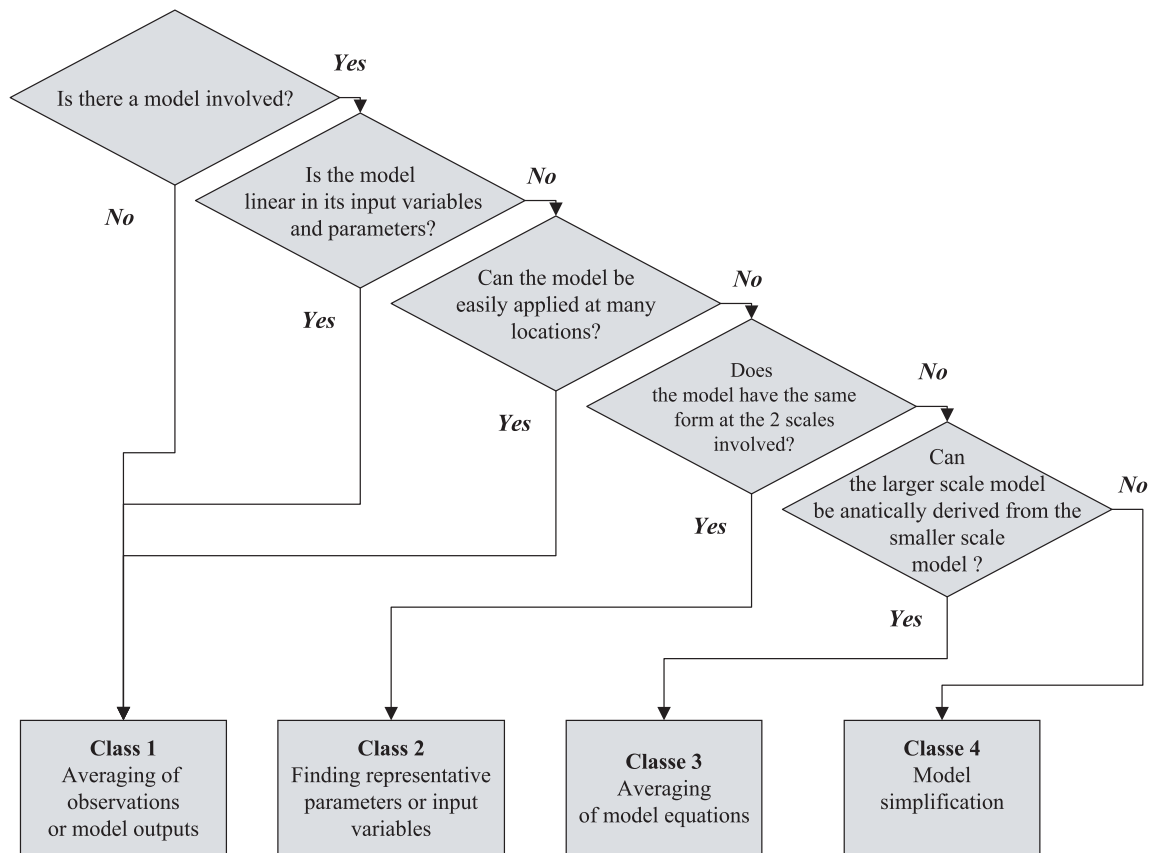 Yes
Is there a model involved?
No
Is the model
linear in its input variables
and parameters?
No
Yes
Can the model be
easily applied at many
locations?
No
Yes
Does
the model have the same
form at the 2 scales
involved?
No
Yes
Can
the larger scale model
be anatically derived from the
smaller scale
model ?
No
Yes
Class 1
Averaging of
observations
or model outputs
Class 2
Finding representative
parameters or input
variables
Classe 3
Averaging
of model equations
Classe 4
Model
simplification